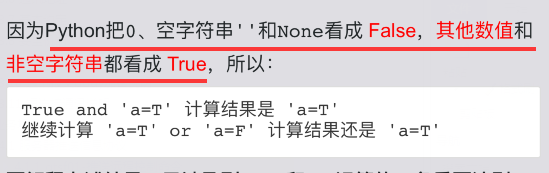 因为Python把0、空字符串''和None看成 False，其他数值和
非空字符串都看成 True，所以：
True and 'a=T' 计算结果是 'a=T'
继续计算 'a=T' or 'a=F' 计算结果还是 'a=T'